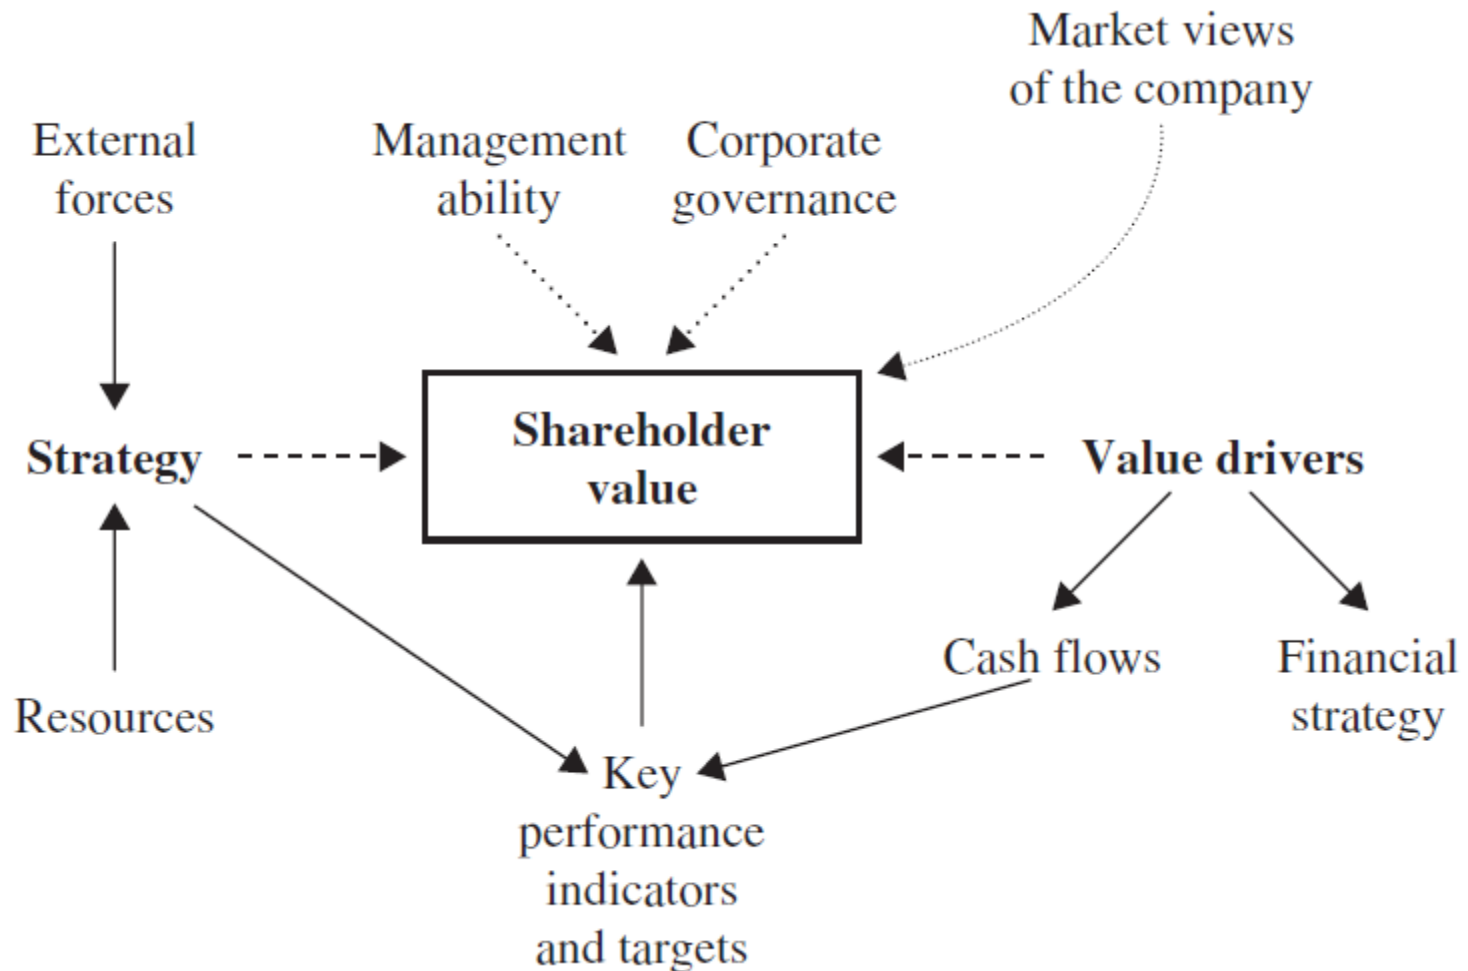 Market views
of the company
External
forces
Management
ability
Corporate
governance
Strategy
Shareholder
value
Value drivers
Resources
Cash flows
Financial
strategy
Key
performance
indicators
and targets